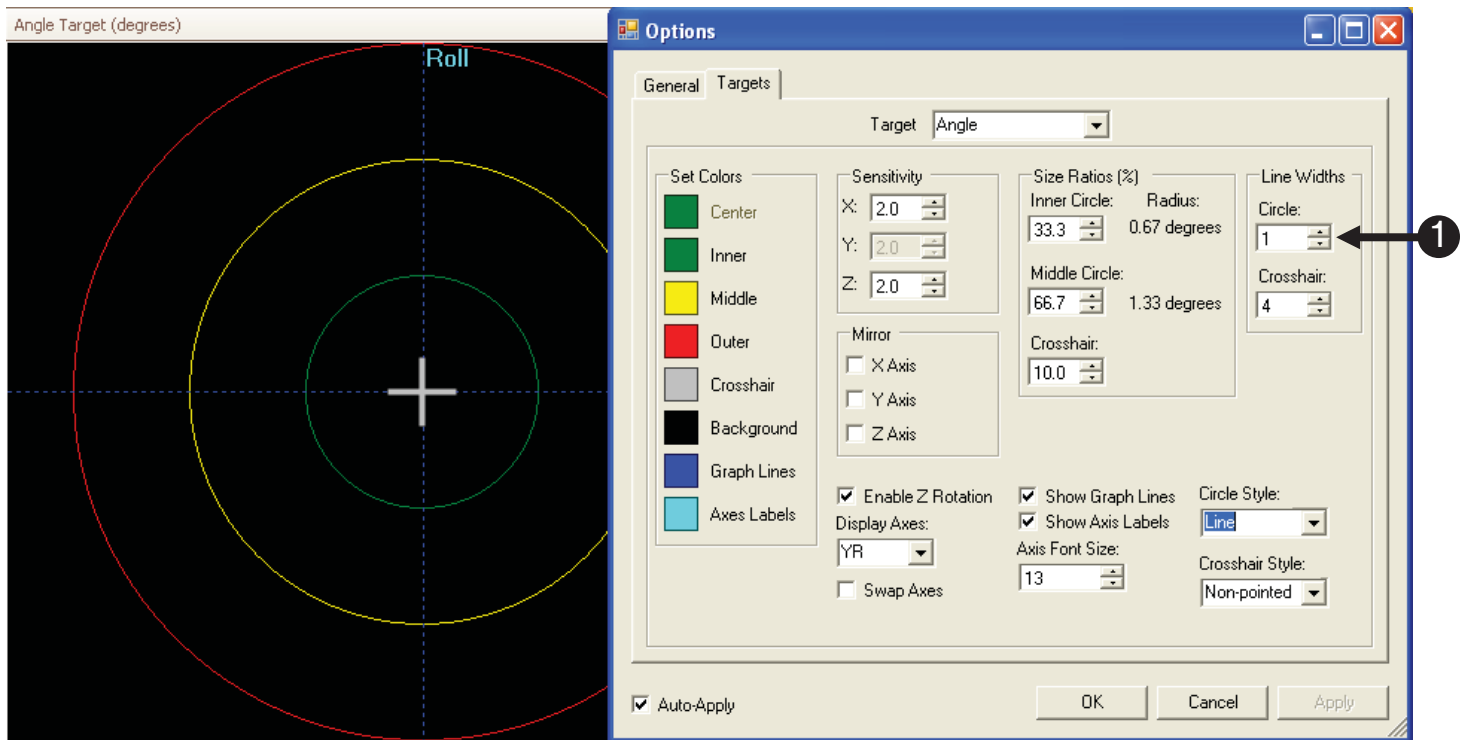 Angle Target (degrees)
Roll
Options
General
Targets
Target Angle
Set Colors
Center
Inner
Middle
Outer
Crosshair
Background
Graph Lines
Axes Labels
Sensitivity
X: 2.0
Y: 2.0
Z: 2.0
Mirror
X Axis
Y Axis
Z Axis
Size Ratios (%)
Inner Circle: Radius:
33.3 0.67 degrees
Middle Circle:
66.7 1.33 degrees
Crosshair:
10.0
Line Widths
Circle:
1
Crosshair:
4
1
Enable Z Rotation
Display Axes:
YR
Swap Axes
Show Graph Lines
Show Axis Labels
Axis Font Size:
13
Circle Style:
Line
Crosshair Style:
Non-pointed
Auto-Apply
OK
Cancel
Apply